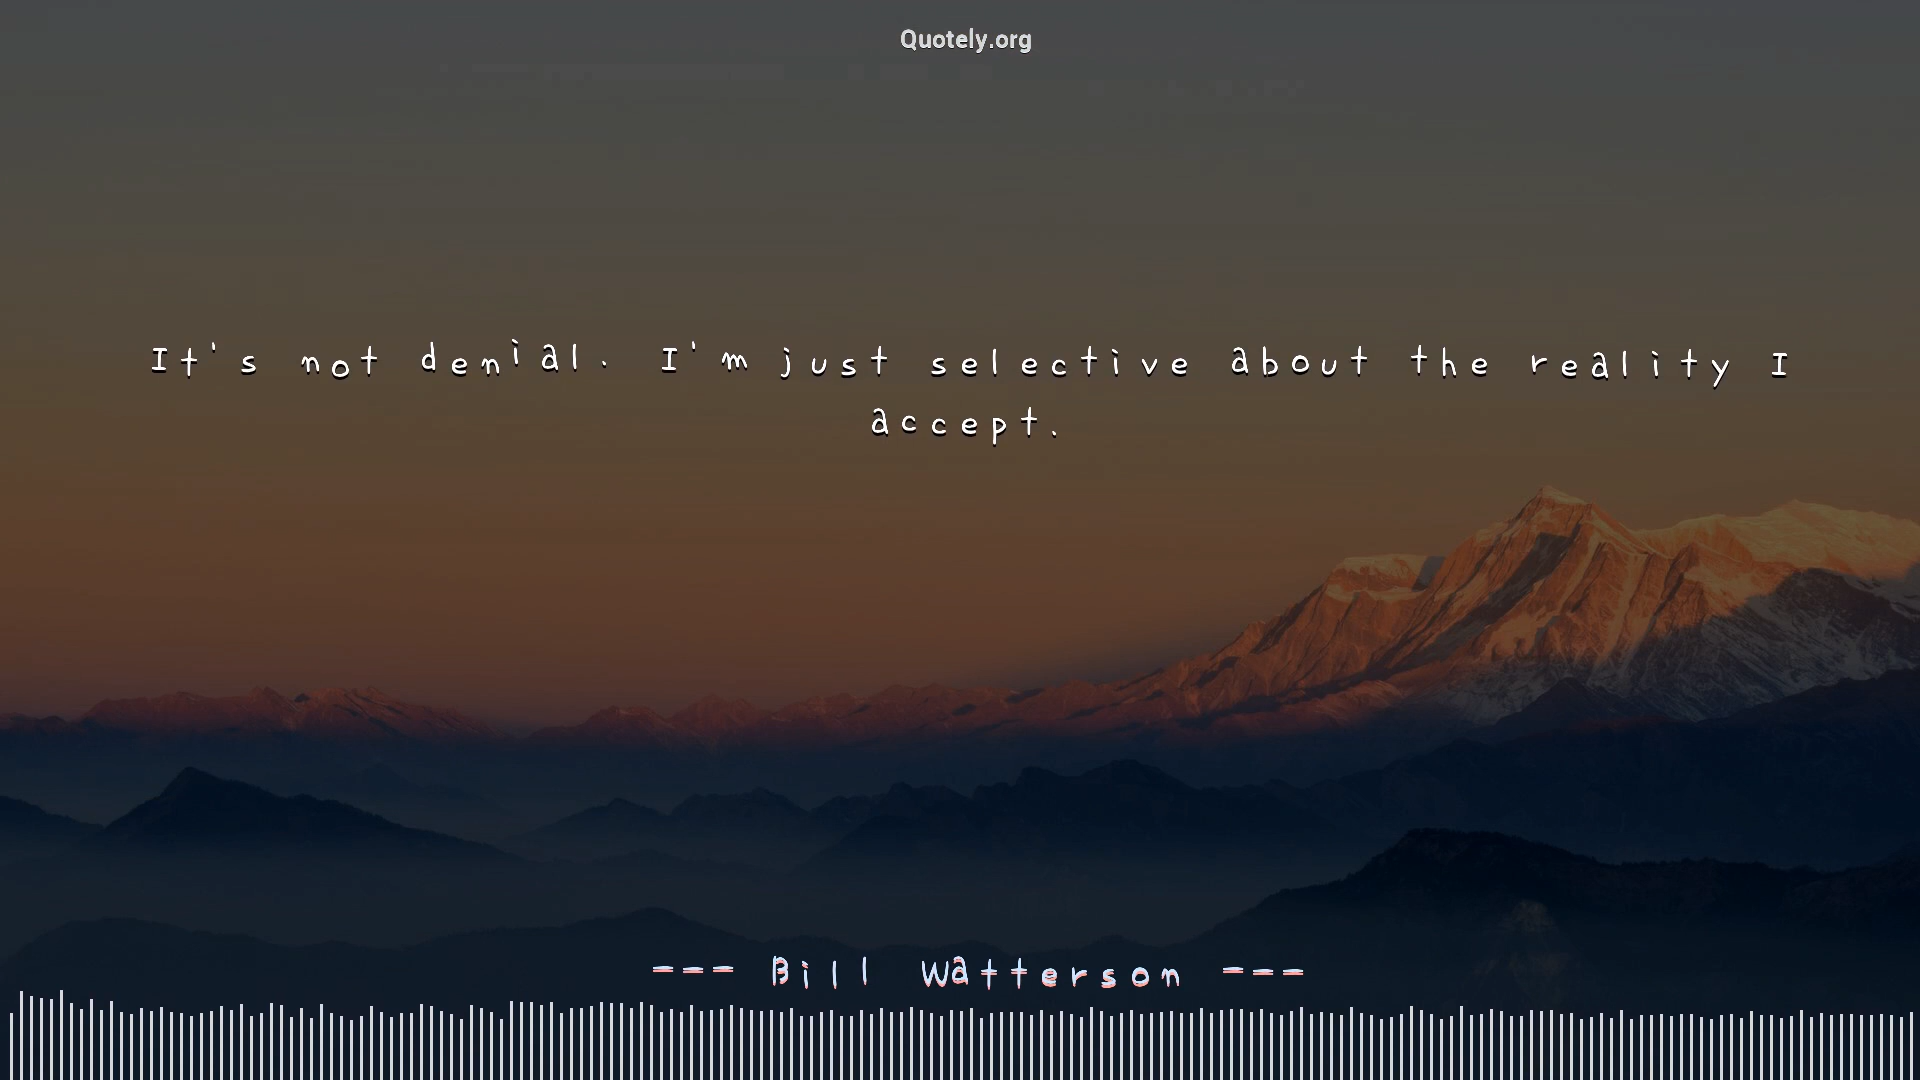 Quotely.org
It's not denial. I'm just selective about the reality I
accept.
--- Bill Watterson ---